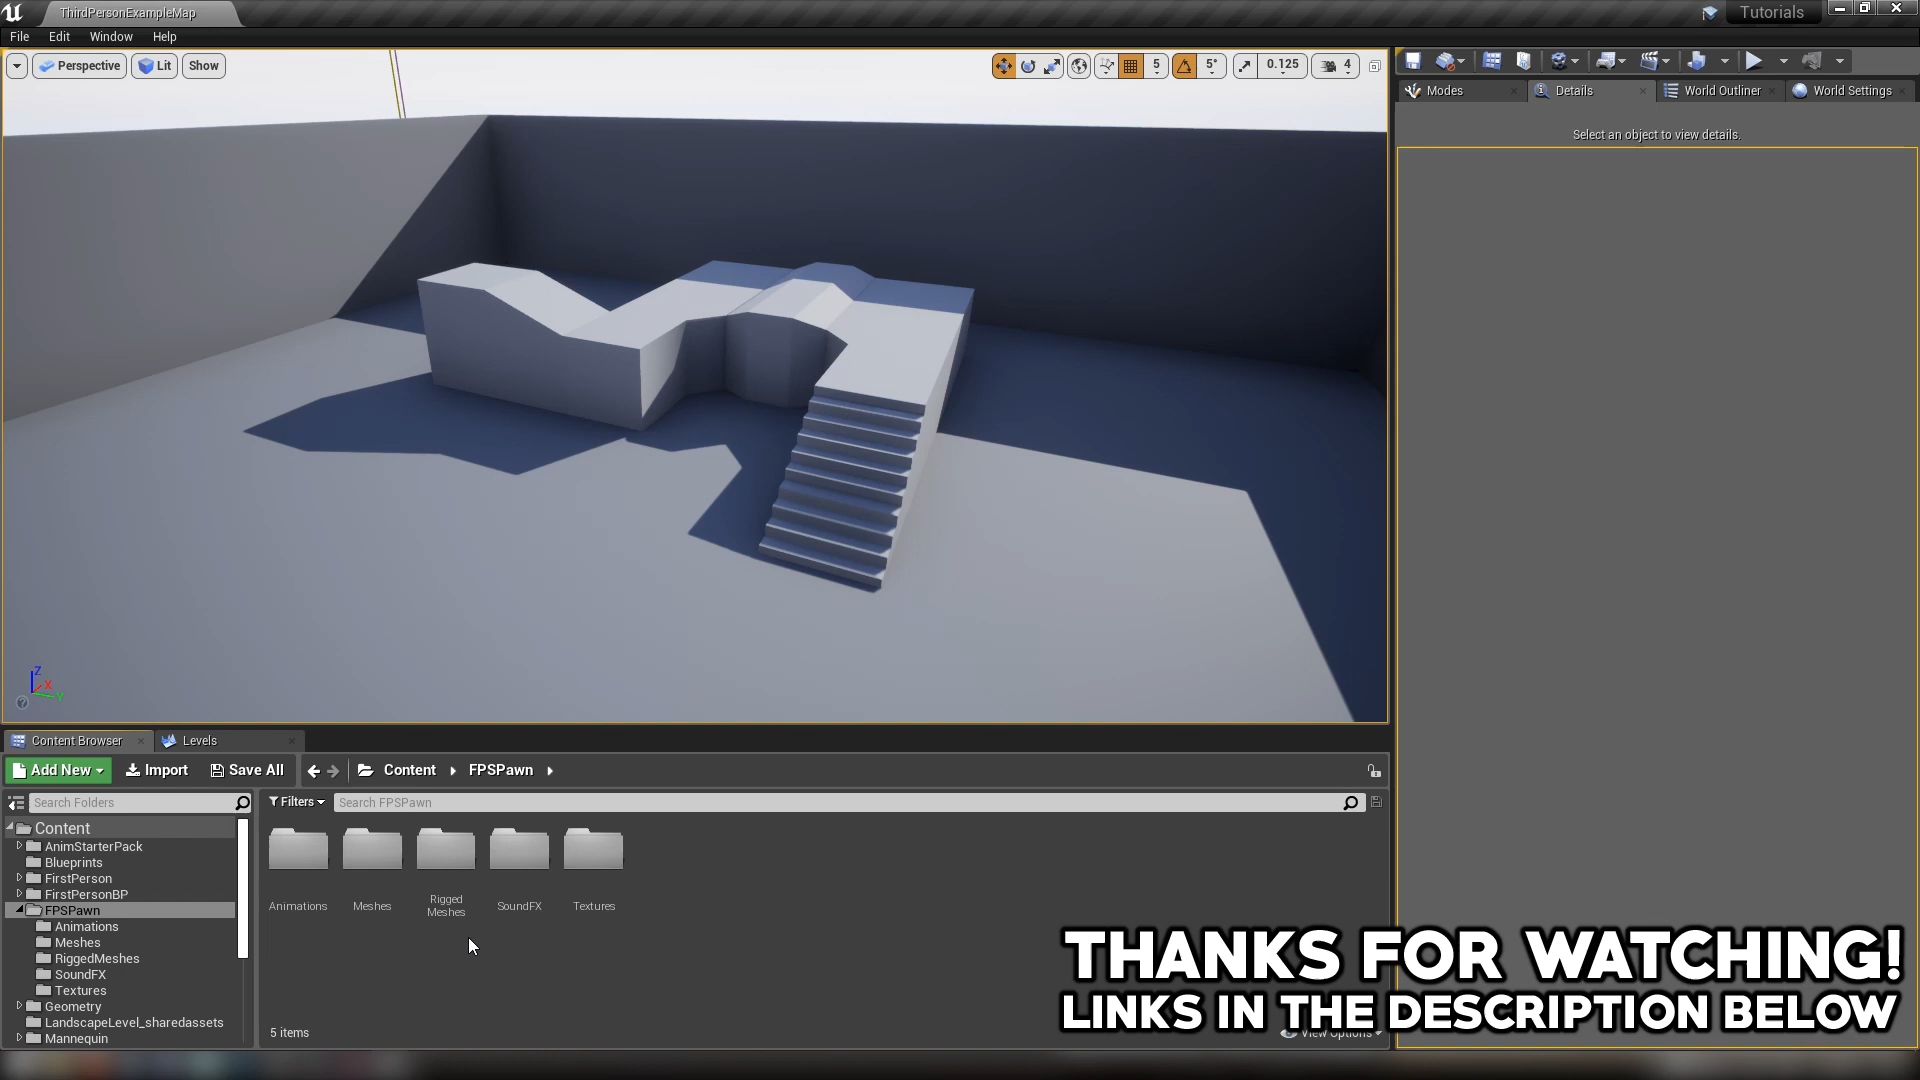 ThirdPersonExampleMap
Tutorials
File Edit Window Help
Perspective Lit Show 5 5° 0.125 4
Modes Details World Outliner World Settings
Select an object to view details.
Z
X
Y
Content Browser Levels
Add New Import Save All Content FPSPawn
Search Folders Filters Search FPSPawn
Content
AnimStarterPack
Blueprints
FirstPerson
FirstPersonBP
FPSPawn
Animations
Meshes
RiggedMeshes
SoundFX
Textures
Geometry
LandscapeLevel_sharedassets
Mannequin
Animations Meshes Rigged Meshes SoundFX Textures
5 items
View Options
THANKS FOR WATCHING!
LINKS IN THE DESCRIPTION BELOW